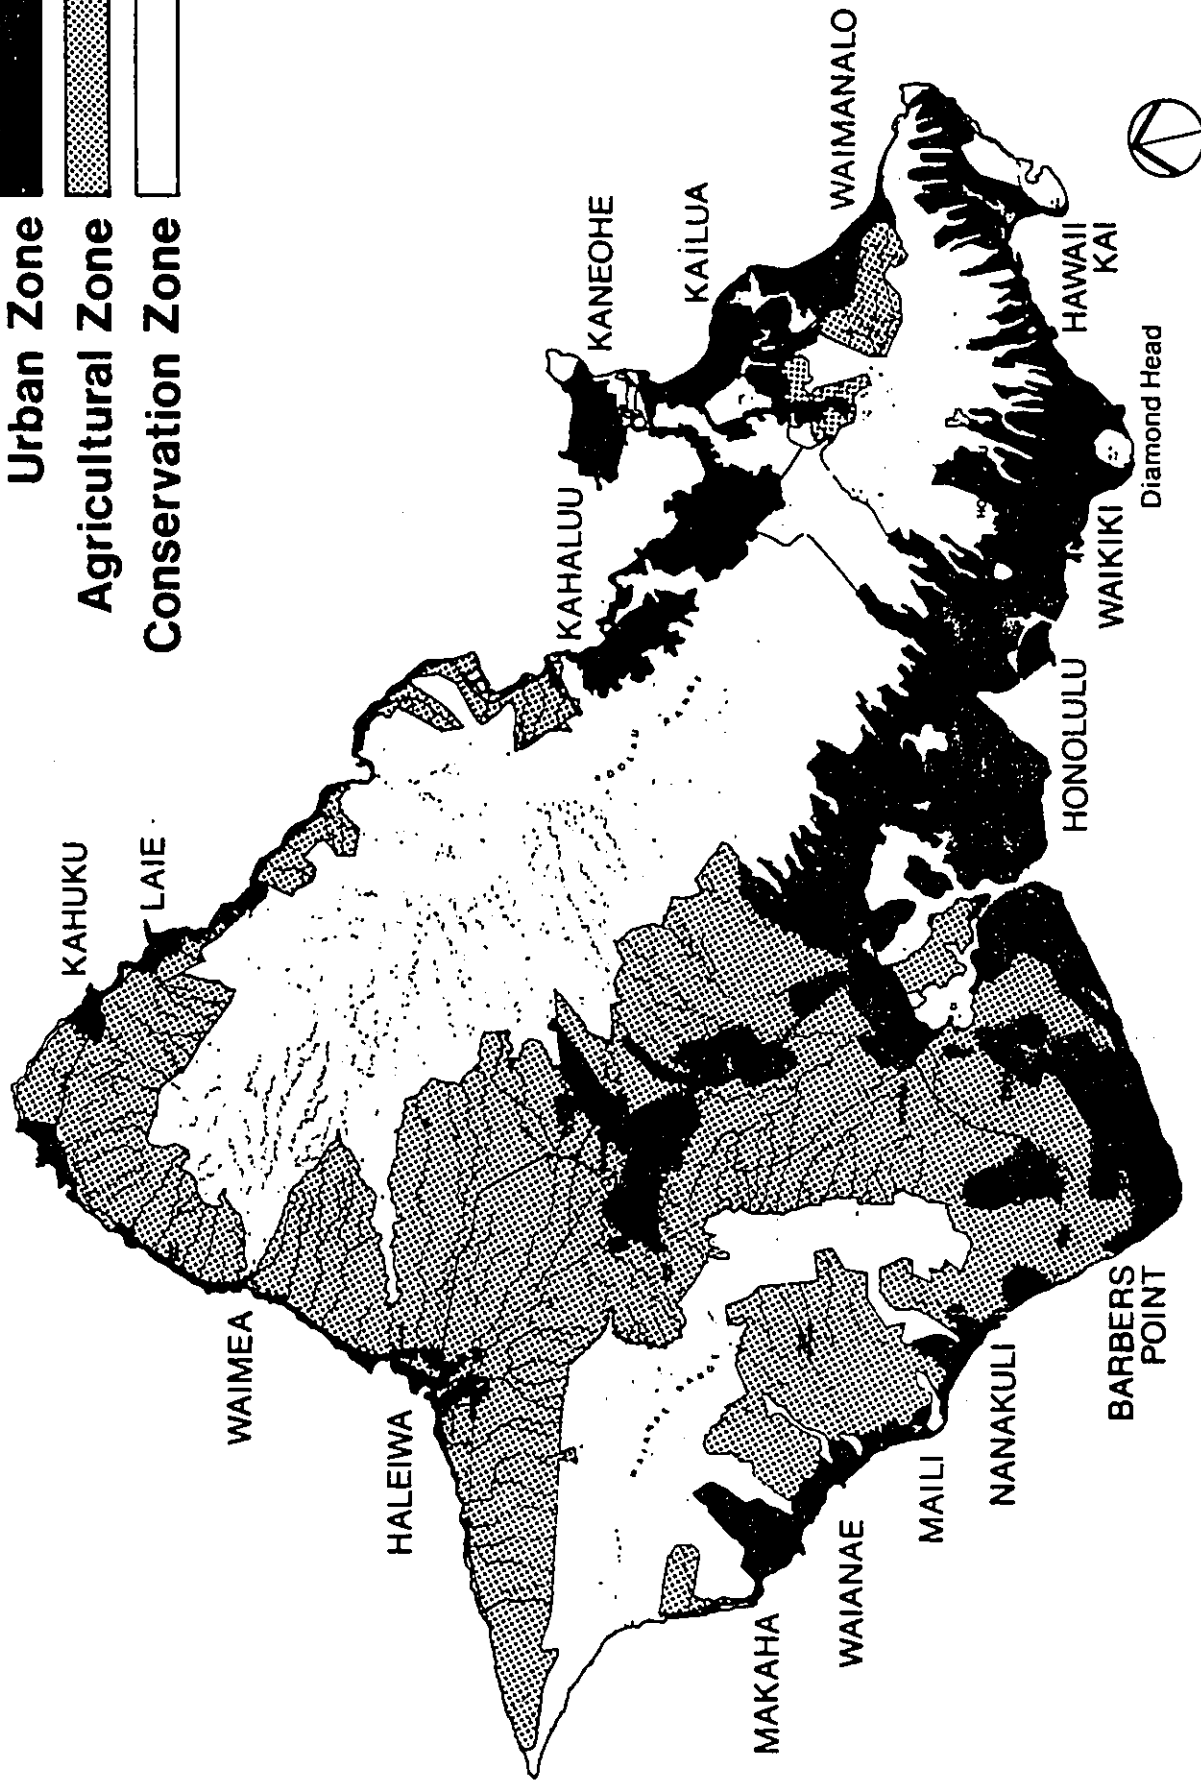 Urban Zone
Agricultural Zone
Conservation Zone
KAHUKU
LAIE
WAIMEA
HALEIWA
KAHALUU
KANEOHE
KAILUA
MAKAHA
WAIMANALO
WAIANAE
MAILI
NANAKULI
HONOLULU
HAWAII
KAI
WAIKIKI
BARBERS
POINT
Diamond Head